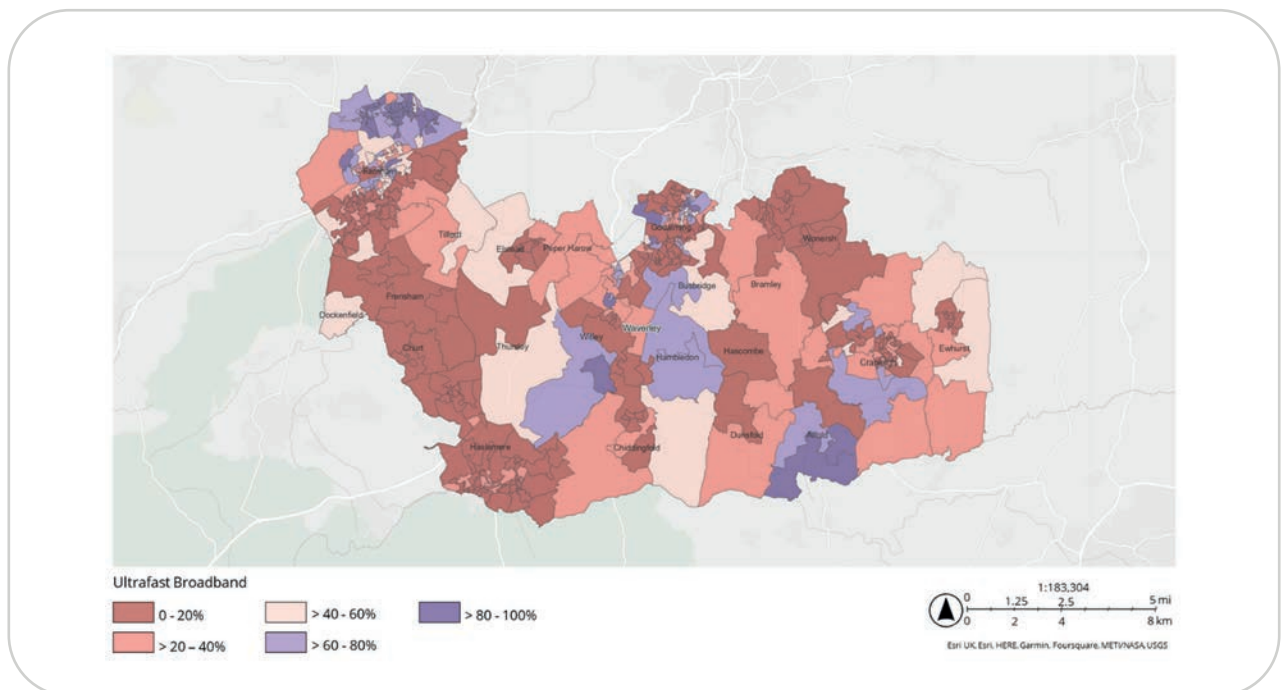 Tilford
Elstead
Peper Harow
Godalming
Wonersh
Busbridge
Bramley
Frensham
Dockenfield
Waverley
Witley
Thursley
Churt
Hambledon
Hascombe
Cranleigh
Ewhurst
Haslemere
Chiddingfold
Dunsfold
Alfold
Ultrafast Broadband
0 - 20%
> 40 - 60%
> 80 - 100%
> 20 – 40%
> 60 - 80%
1:183,304
0 1.25 2.5 5 mi
0 2 4 8 km
Esri UK, Esri, HERE, Garmin, Foursquare, METI/NASA, USGS